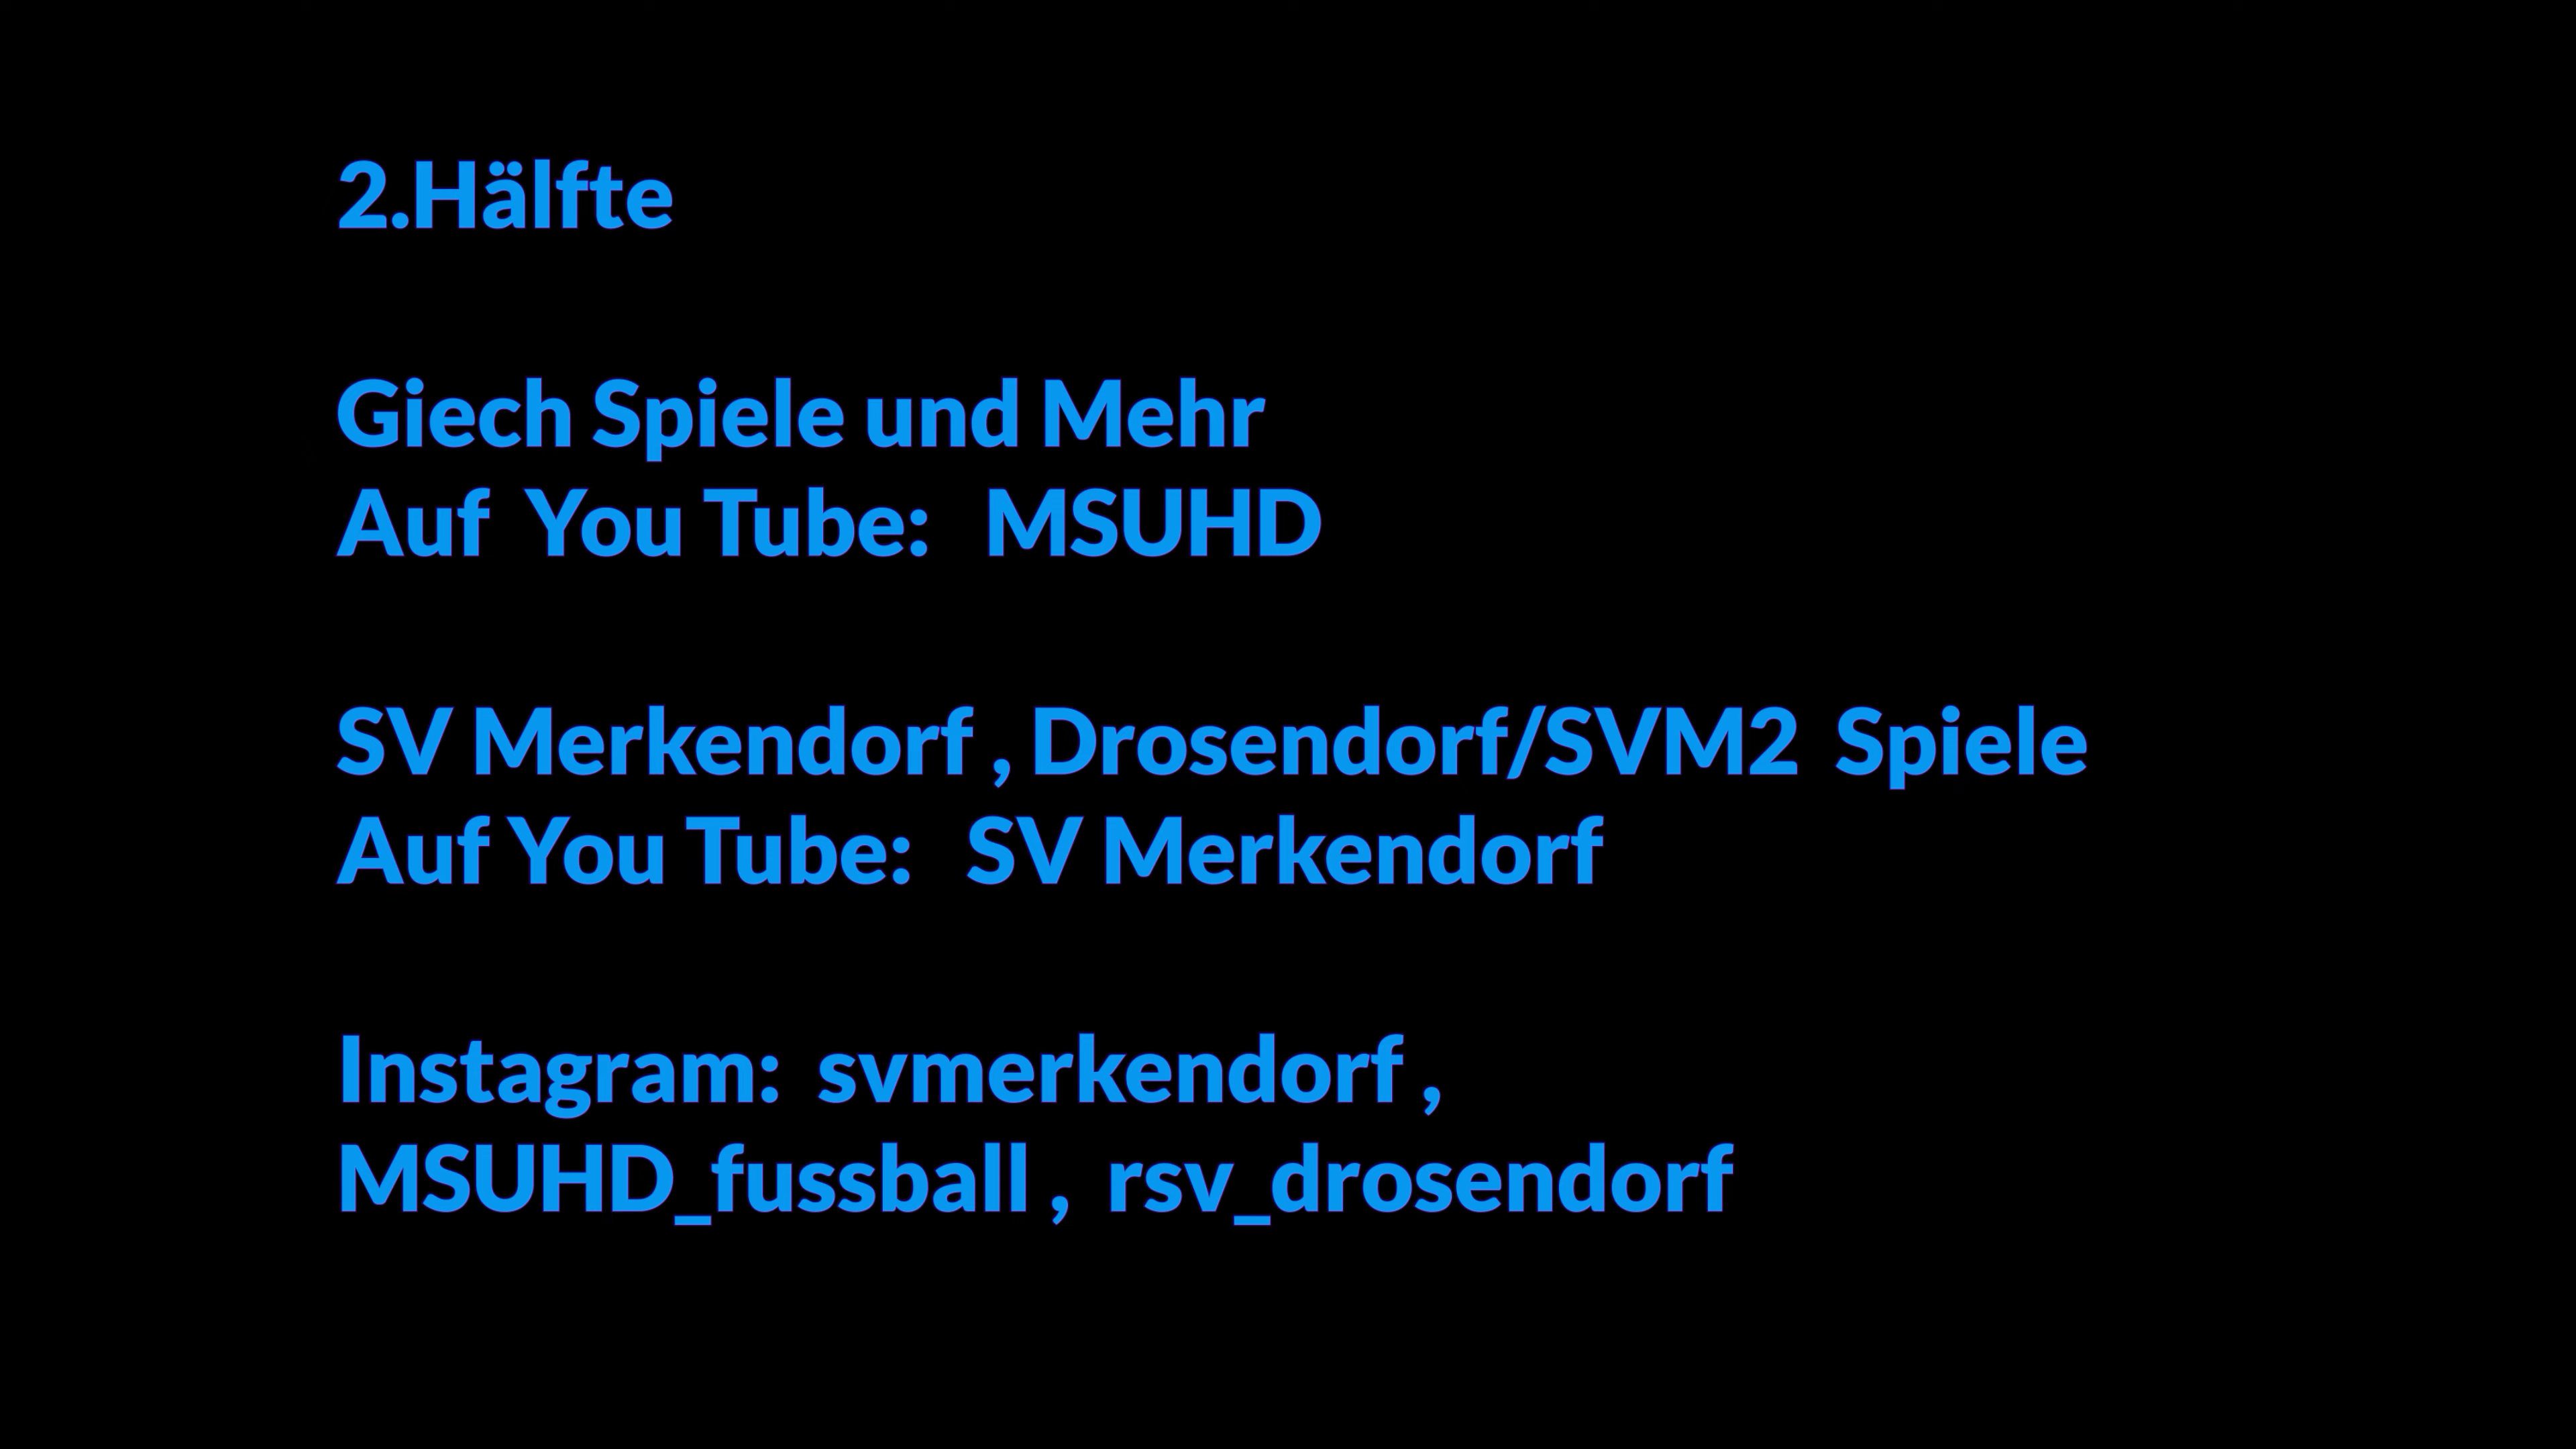 2.Hälfte
Giech Spiele und Mehr
Auf  You Tube:   MSUHD
SV Merkendorf , Drosendorf/SVM2  Spiele
Auf You Tube:   SV Merkendorf
Instagram:  svmerkendorf ,
MSUHD_fussball ,  rsv_drosendorf